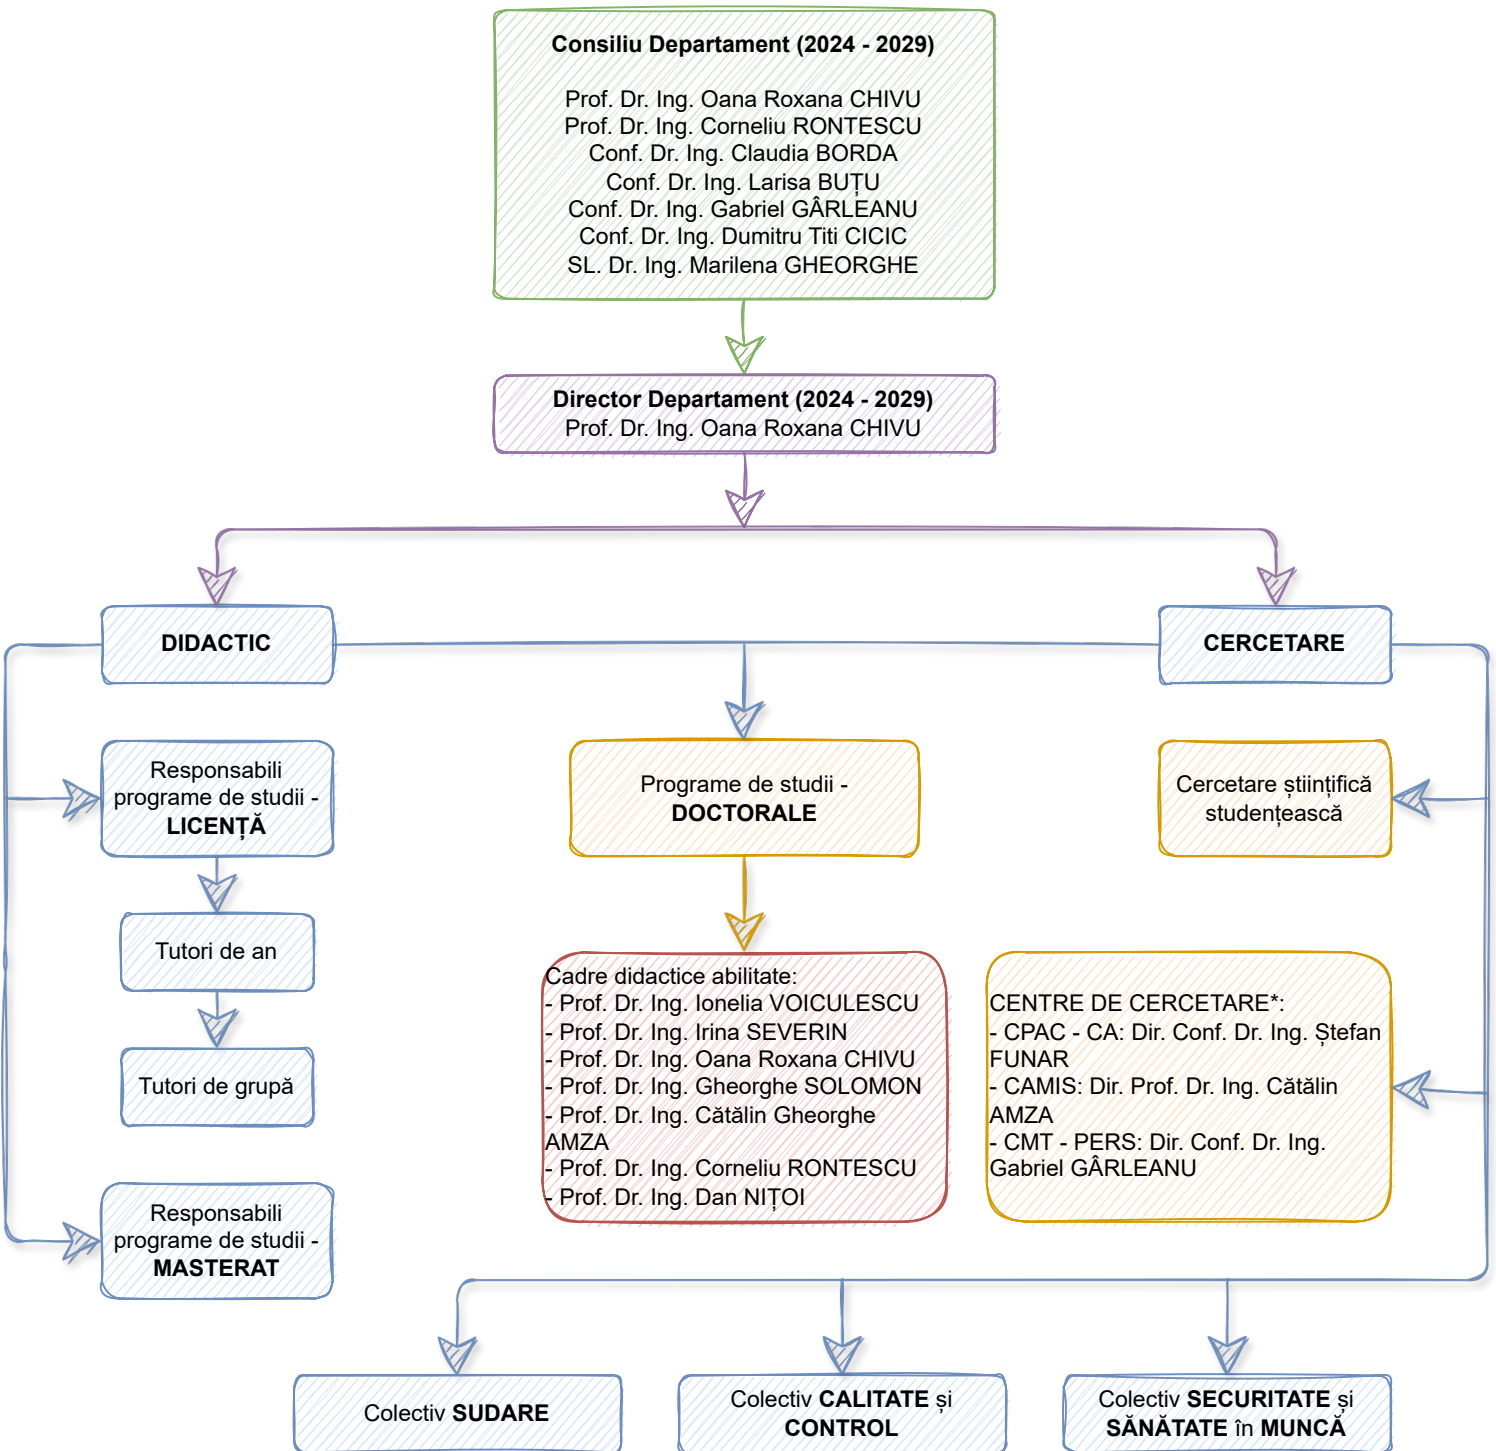 Consiliu Departament (2024 - 2029)
Prof. Dr. Ing. Oana Roxana CHIVU
Prof. Dr. Ing. Corneliu RONTESCU
Conf. Dr. Ing. Claudia BORDA
Conf. Dr. Ing. Larisa BUȚU
Conf. Dr. Ing. Gabriel GÂRLEANU
Conf. Dr. Ing. Dumitru Titi CICIC
SL. Dr. Ing. Marilena GHEORGHE
Director Departament (2024 - 2029)
Prof. Dr. Ing. Oana Roxana CHIVU
DIDACTIC
CERCETARE
Responsabili
programe de studii -
LICENȚĂ
Programe de studii -
DOCTORALE
Cercetare științifică
studențească
Tutori de an
Tutori de grupă
Cadre didactice abilitate:
- Prof. Dr. Ing. Ionelia VOICULESCU
- Prof. Dr. Ing. Irina SEVERIN
- Prof. Dr. Ing. Oana Roxana CHIVU
- Prof. Dr. Ing. Gheorghe SOLOMON
- Prof. Dr. Ing. Cătălin Gheorghe
AMZA
- Prof. Dr. Ing. Corneliu RONTESCU
- Prof. Dr. Ing. Dan NIȚOI
CENTRE DE CERCETARE*:
- CPAC - CA: Dir. Conf. Dr. Ing. Ștefan
FUNAR
- CAMIS: Dir. Prof. Dr. Ing. Cătălin
AMZA
- CMT - PERS: Dir. Conf. Dr. Ing.
Gabriel GÂRLEANU
Responsabili
programe de studii -
MASTERAT
Colectiv SUDARE
Colectiv CALITATE și
CONTROL
Colectiv SECURITATE și
SĂNĂTATE în MUNCĂ